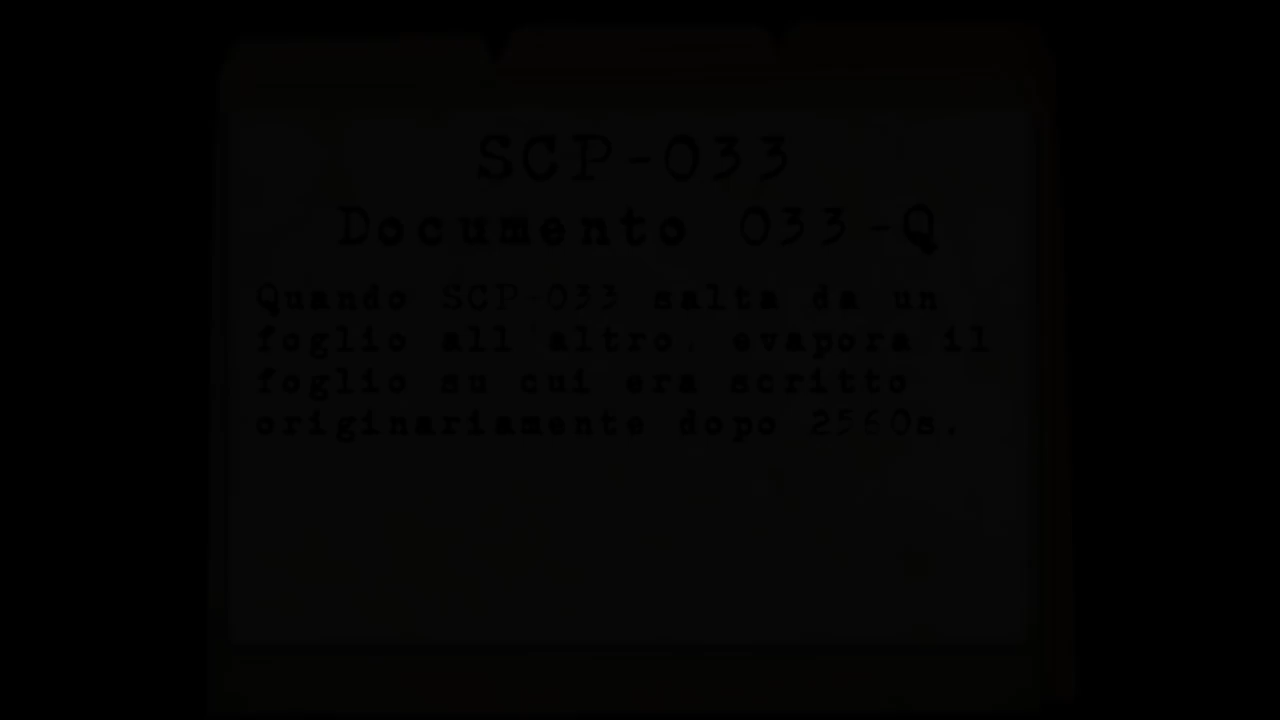 SCP-033
Documento 033-Q
Quando SCP-033 salta da un
foglio all'altro, evapora il
foglio su cui era scritto
originariamente dopo 2560s.